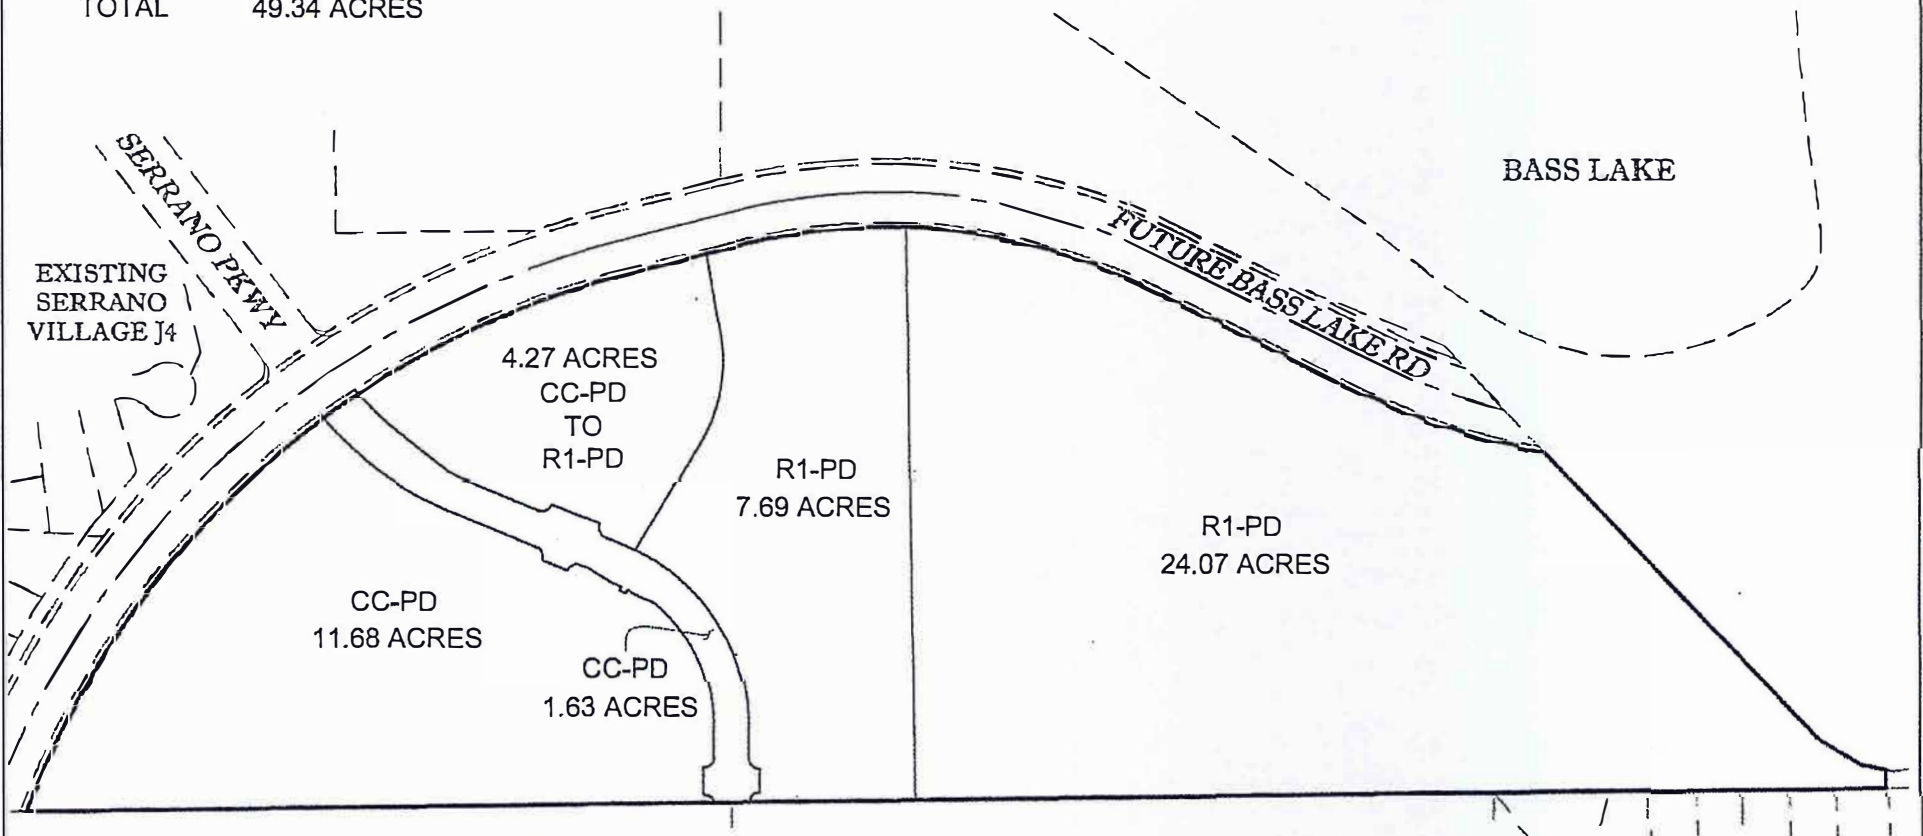 TOTAL 49.34 ACRES
SERRANO PKWY
EXISTING
SERRANO
VILLAGE J4
BASS LAKE
FUTURE BASS LAKE RD
4.27 ACRES
CC-PD
TO
R1-PD
R1-PD
7.69 ACRES
R1-PD
24.07 ACRES
CC-PD
11.68 ACRES
CC-PD
1.63 ACRES